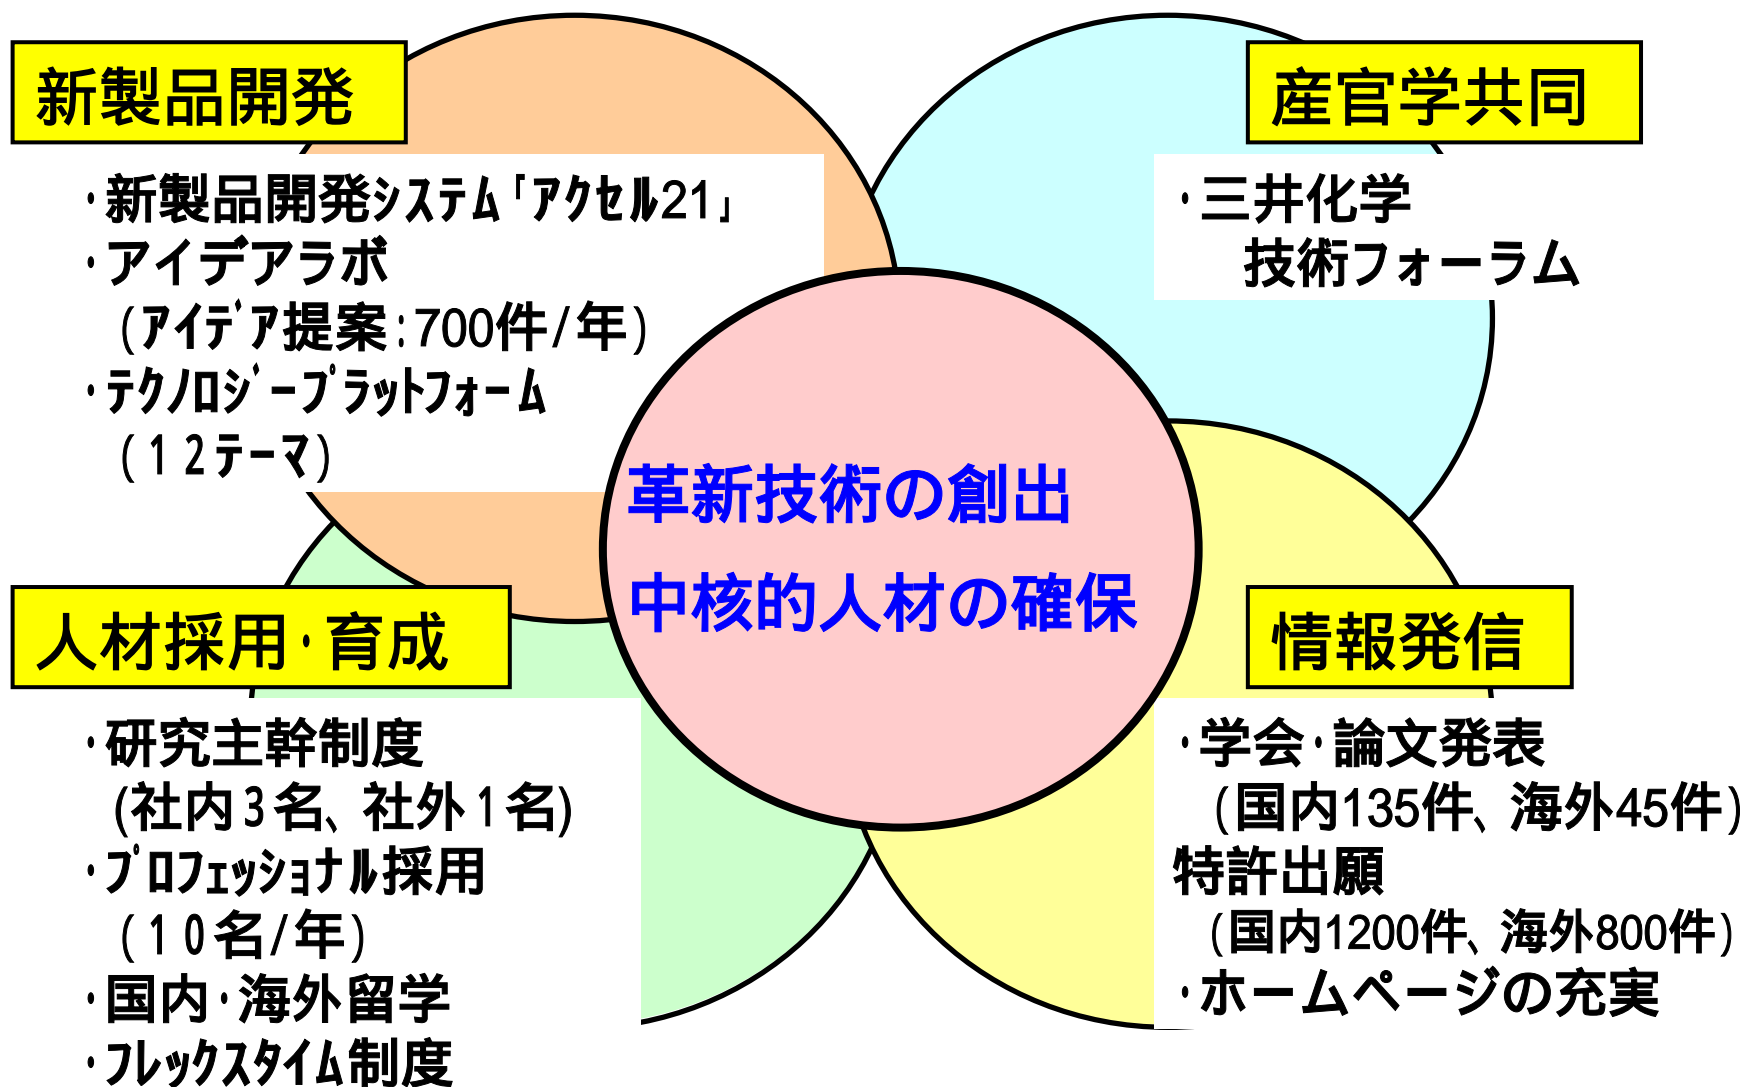 新製品開発
・新製品開発ｼｽﾃﾑ「ｱｸｾﾙ21」
・アイデアラボ
(ｱｲﾃﾞｱ提案:700件/年)
・ﾃｸﾉﾛｼﾞｰﾌﾟﾗｯﾄﾌｫｰﾑ
(１２ﾃｰﾏ)
産官学共同
・三井化学
技術フォーラム
革新技術の創出
中核的人材の確保
人材採用・育成
・研究主幹制度
(社内３名、社外１名)
・ﾌﾟﾛﾌｪｯｼｮﾅﾙ採用
(１０名/年)
・国内・海外留学
・ﾌﾚｯｸｽﾀｲﾑ制度
情報発信
・学会・論文発表
(国内135件、海外45件)
特許出願
(国内1200件、海外800件)
・ホームページの充実